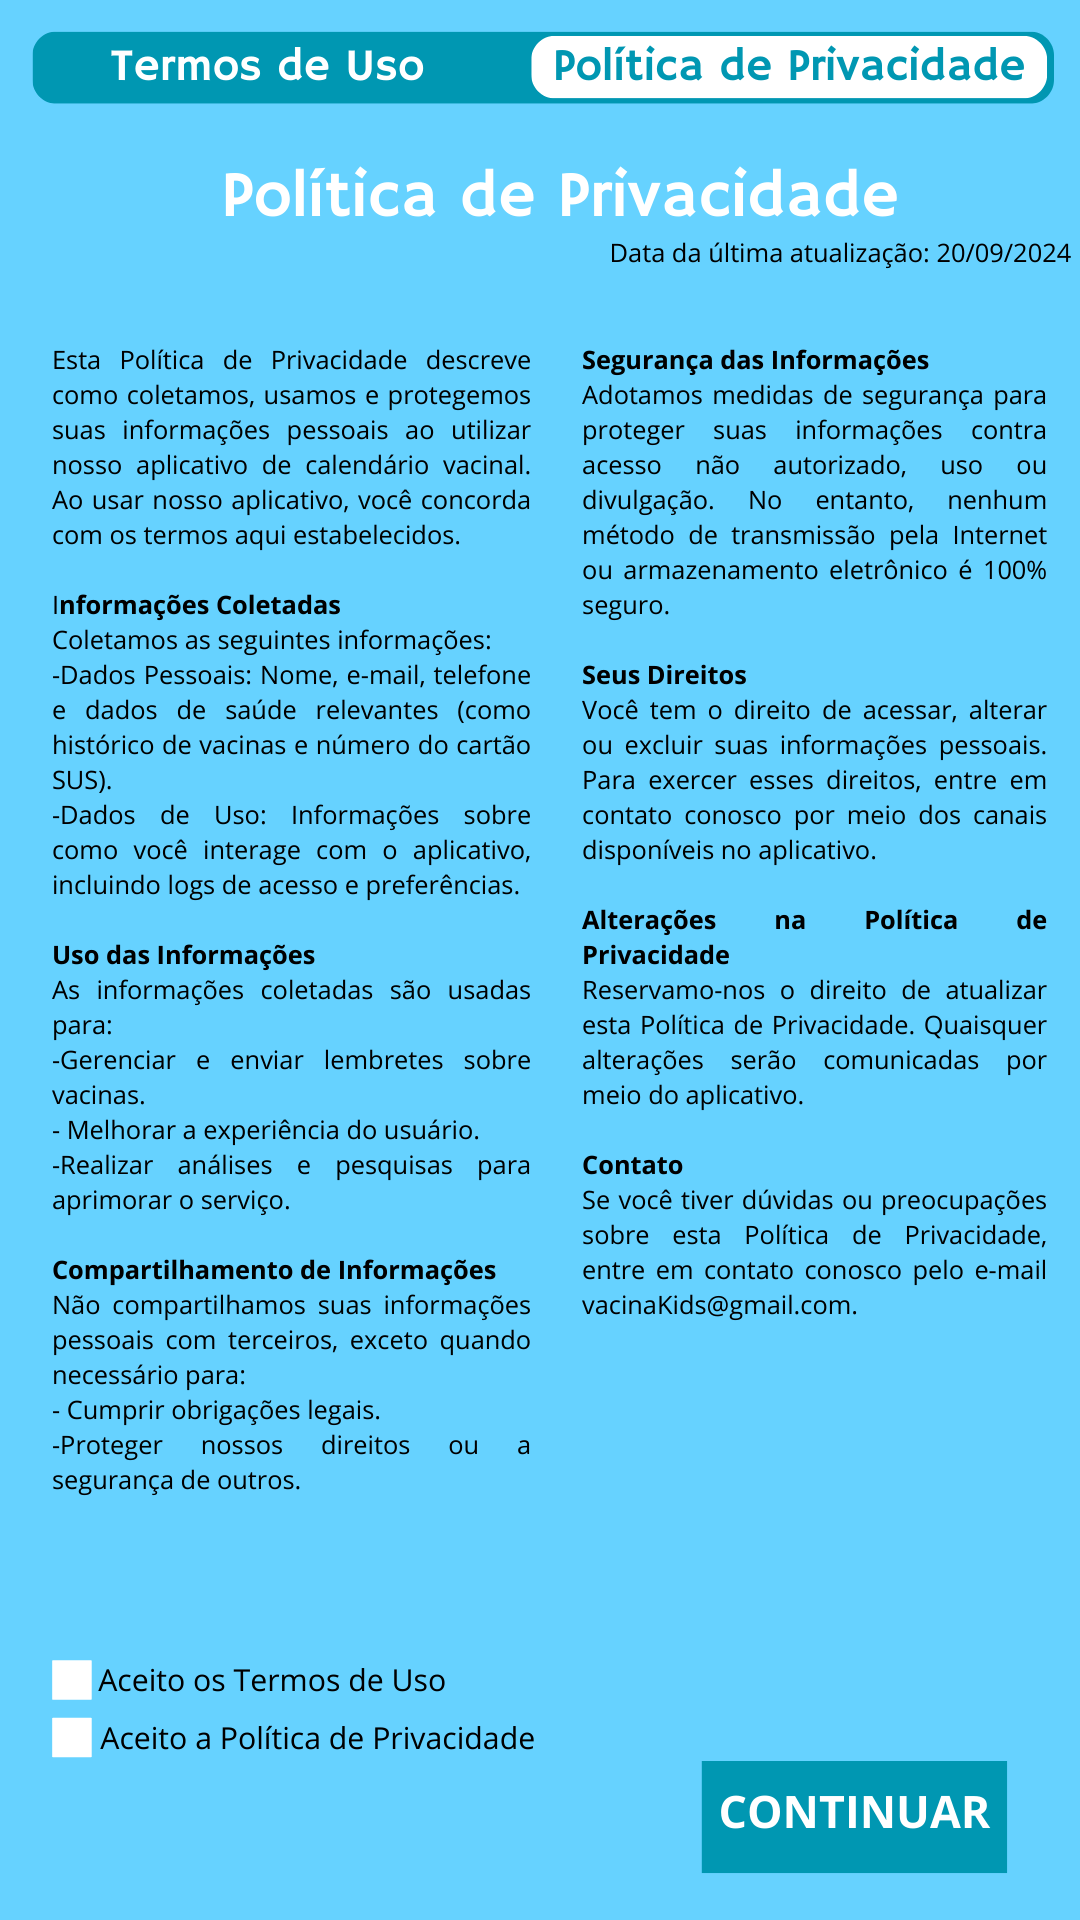 Termos de Uso
Política de Privacidade
Política de Privacidade
Data da última atualização: 20/09/2024
Esta Política de Privacidade descreve
como coletamos, usamos e protegemos
suas informações pessoais ao utilizar
nosso aplicativo de calendário vacinal.
Ao usar nosso aplicativo, você concorda
com os termos aqui estabelecidos.
Informações Coletadas
Coletamos as seguintes informações:
-Dados Pessoais: Nome, e-mail, telefone
e dados de saúde relevantes (como
histórico de vacinas e número do cartão
SUS).
-Dados de Uso: Informações sobre
como você interage com o aplicativo,
incluindo logs de acesso e preferências.
Uso das Informações
As informações coletadas são usadas
para:
-Gerenciar e enviar lembretes sobre
vacinas.
- Melhorar a experiência do usuário.
-Realizar análises e pesquisas para
aprimorar o serviço.
Compartilhamento de Informações
Não compartilhamos suas informações
pessoais com terceiros, exceto quando
necessário para:
- Cumprir obrigações legais.
-Proteger nossos direitos ou a
segurança de outros.
Segurança das Informações
Adotamos medidas de segurança para
proteger suas informações contra
acesso não autorizado, uso ou
divulgação. No entanto, nenhum
método de transmissão pela Internet
ou armazenamento eletrônico é 100%
seguro.
Seus Direitos
Você tem o direito de acessar, alterar
ou excluir suas informações pessoais.
Para exercer esses direitos, entre em
contato conosco por meio dos canais
disponíveis no aplicativo.
Alterações na Política de
Privacidade
Reservamo-nos o direito de atualizar
esta Política de Privacidade. Quaisquer
alterações serão comunicadas por
meio do aplicativo.
Contato
Se você tiver dúvidas ou preocupações
sobre esta Política de Privacidade,
entre em contato conosco pelo e-mail
vacinaKids@gmail.com.
Aceito os Termos de Uso
Aceito a Política de Privacidade
CONTINUAR